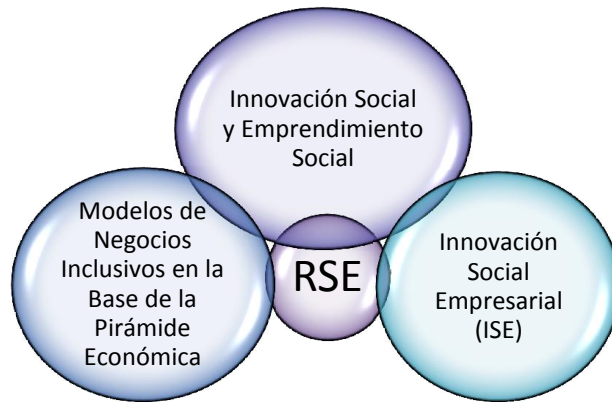 Innovación Social
y Emprendimiento
Social
Modelos de
Negocios
Inclusivos en la
Base de la
Pirámide
Económica
RSE
Innovación
Social
Empresarial
(ISE)